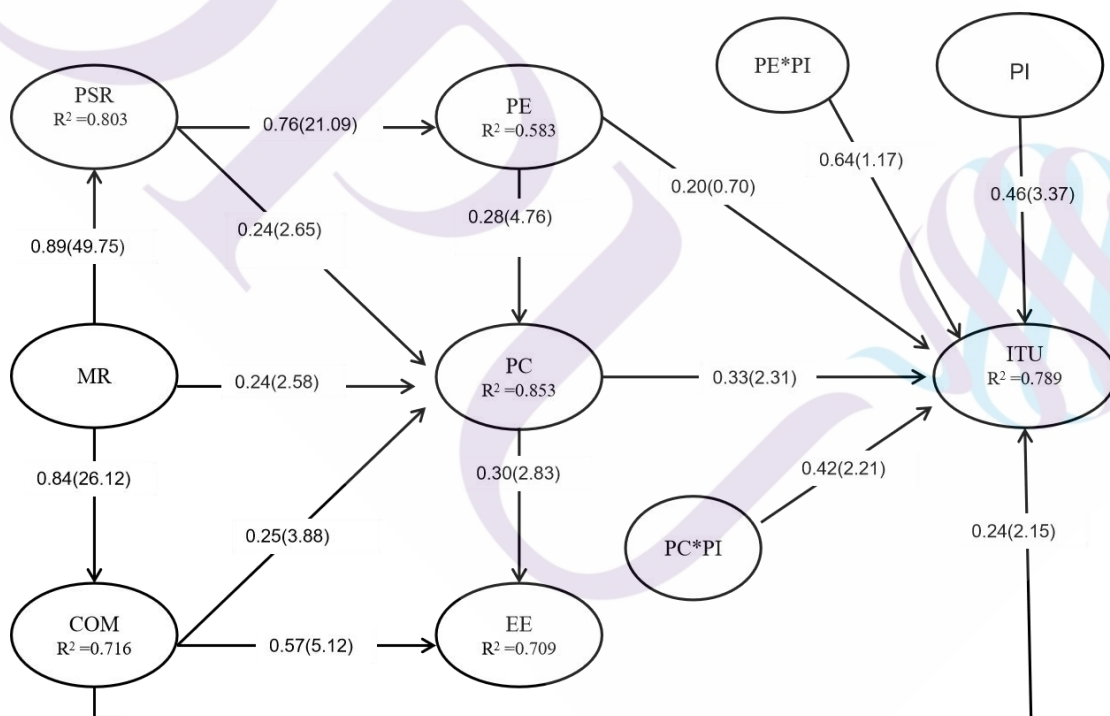 PE*PI
PI
PSR
R² =0.803
0.76(21.09)
PE
R² =0.583
0.64(1.17)
0.20(0.70)
0.46(3.37)
0.24(2.65)
0.28(4.76)
0.89(49.75)
MR
0.24(2.58)
PC
R² =0.853
0.33(2.31)
ITU
R² =0.789
0.84(26.12)
0.30(2.83)
0.42(2.21)
0.25(3.88)
PC*PI
0.24(2.15)
COM
R² =0.716
0.57(5.12)
EE
R² =0.709